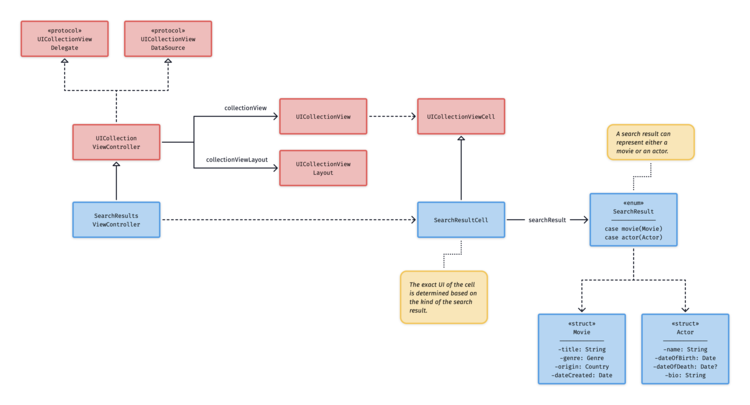 «protocol»
UICollectionView
Delegate
«protocol»
UICollectionView
DataSource
UICollection
ViewController
collectionView
UICollectionView
UICollectionViewCell
collectionViewLayout
UICollectionView
Layout
A search result can
represent either a
movie or an actor.
SearchResults
ViewController
SearchResultCell
searchResult
«enum»
SearchResult
case movie(Movie)
case actor(Actor)
The exact UI of the cell
is determined based on
the kind of the search
result.
«struct»
Movie
-title: String
-genre: Genre
-origin: Country
-dateCreated: Date
«struct»
Actor
-name: String
-dateOfBirth: Date
-dateOfDeath: Date?
-bio: String